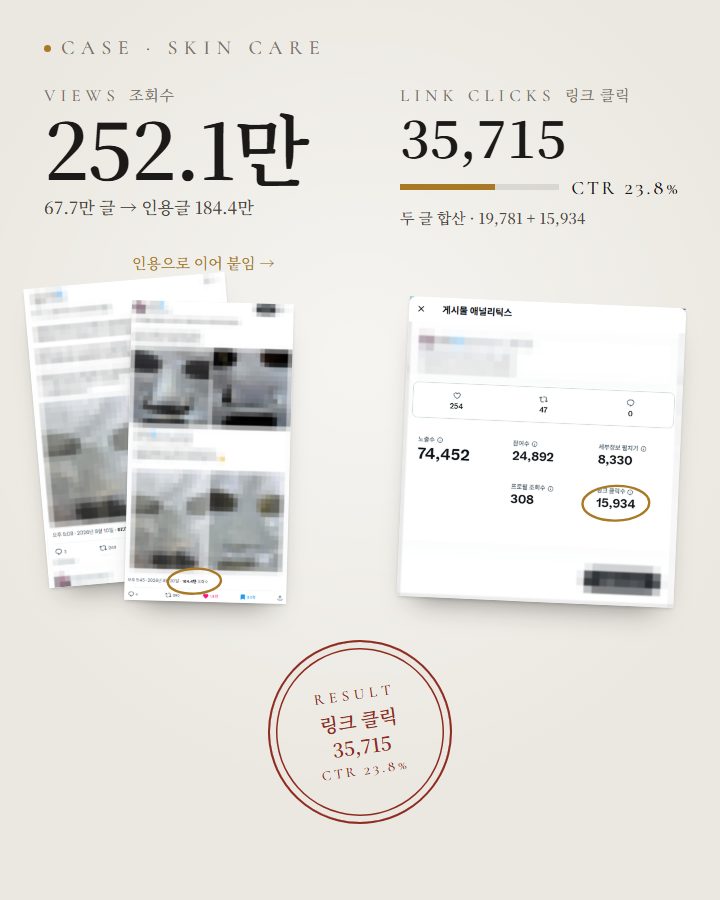 CASE · SKIN CARE
VIEWS 조회수
252.1만
67.7만 글 → 인용글 184.4만
LINK CLICKS 링크 클릭
35,715
CTR 23.8%
두 글 합산 · 19,781 + 15,934
인용으로 이어 붙임 →
게시물 애널리틱스
254
47
0
노출수
74,452
참여수
24,892
세부정보 펼치기
8,330
프로필 조회수
308
링크 클릭수
15,934
RESULT
링크 클릭
35,715
CTR 23.8%